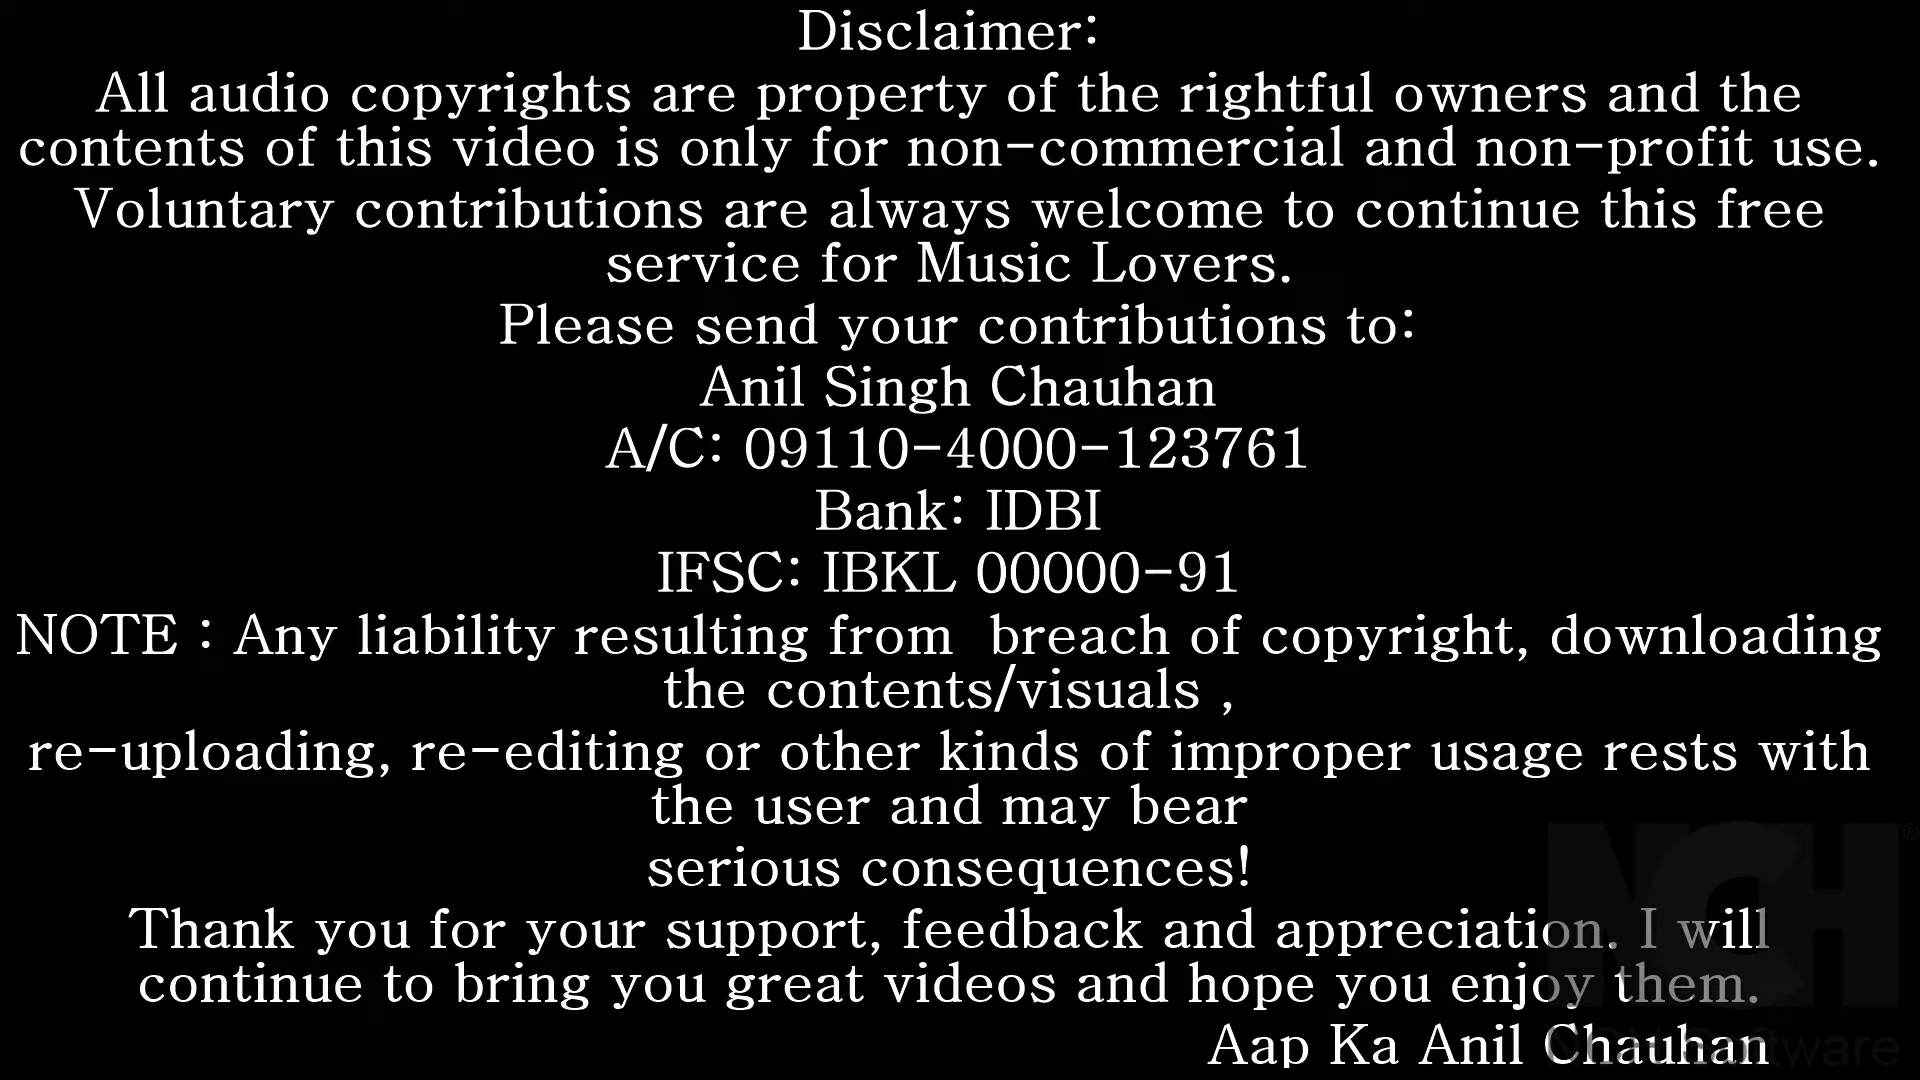 Disclaimer:
All audio copyrights are property of the rightful owners and the
contents of this video is only for non-commercial and non-profit use.
Voluntary contributions are always welcome to continue this free
service for Music Lovers.
Please send your contributions to:
Anil Singh Chauhan
A/C: 09110-4000-123761
Bank: IDBI
IFSC: IBKL 00000-91
NOTE : Any liability resulting from  breach of copyright, downloading
the contents/visuals ,
re-uploading, re-editing or other kinds of improper usage rests with
the user and may bear
serious consequences!
Thank you for your support, feedback and appreciation. I will
continue to bring you great videos and hope you enjoy them.
Aap Ka Anil Chauhan
NCH®
NCH Software